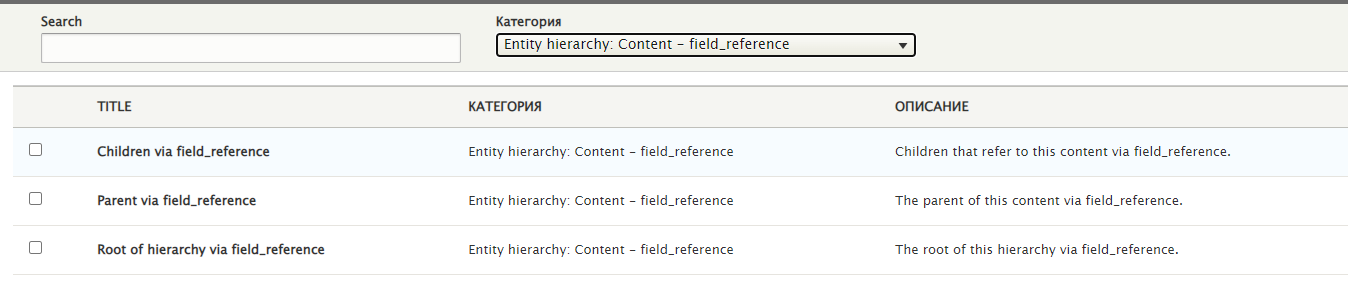 Search
Категория
Entity hierarchy: Content - field_reference
TITLE КАТЕГОРИЯ ОПИСАНИЕ
Children via field_reference Entity hierarchy: Content - field_reference Children that refer to this content via field_reference.
Parent via field_reference Entity hierarchy: Content - field_reference The parent of this content via field_reference.
Root of hierarchy via field_reference Entity hierarchy: Content - field_reference The root of this hierarchy via field_reference.